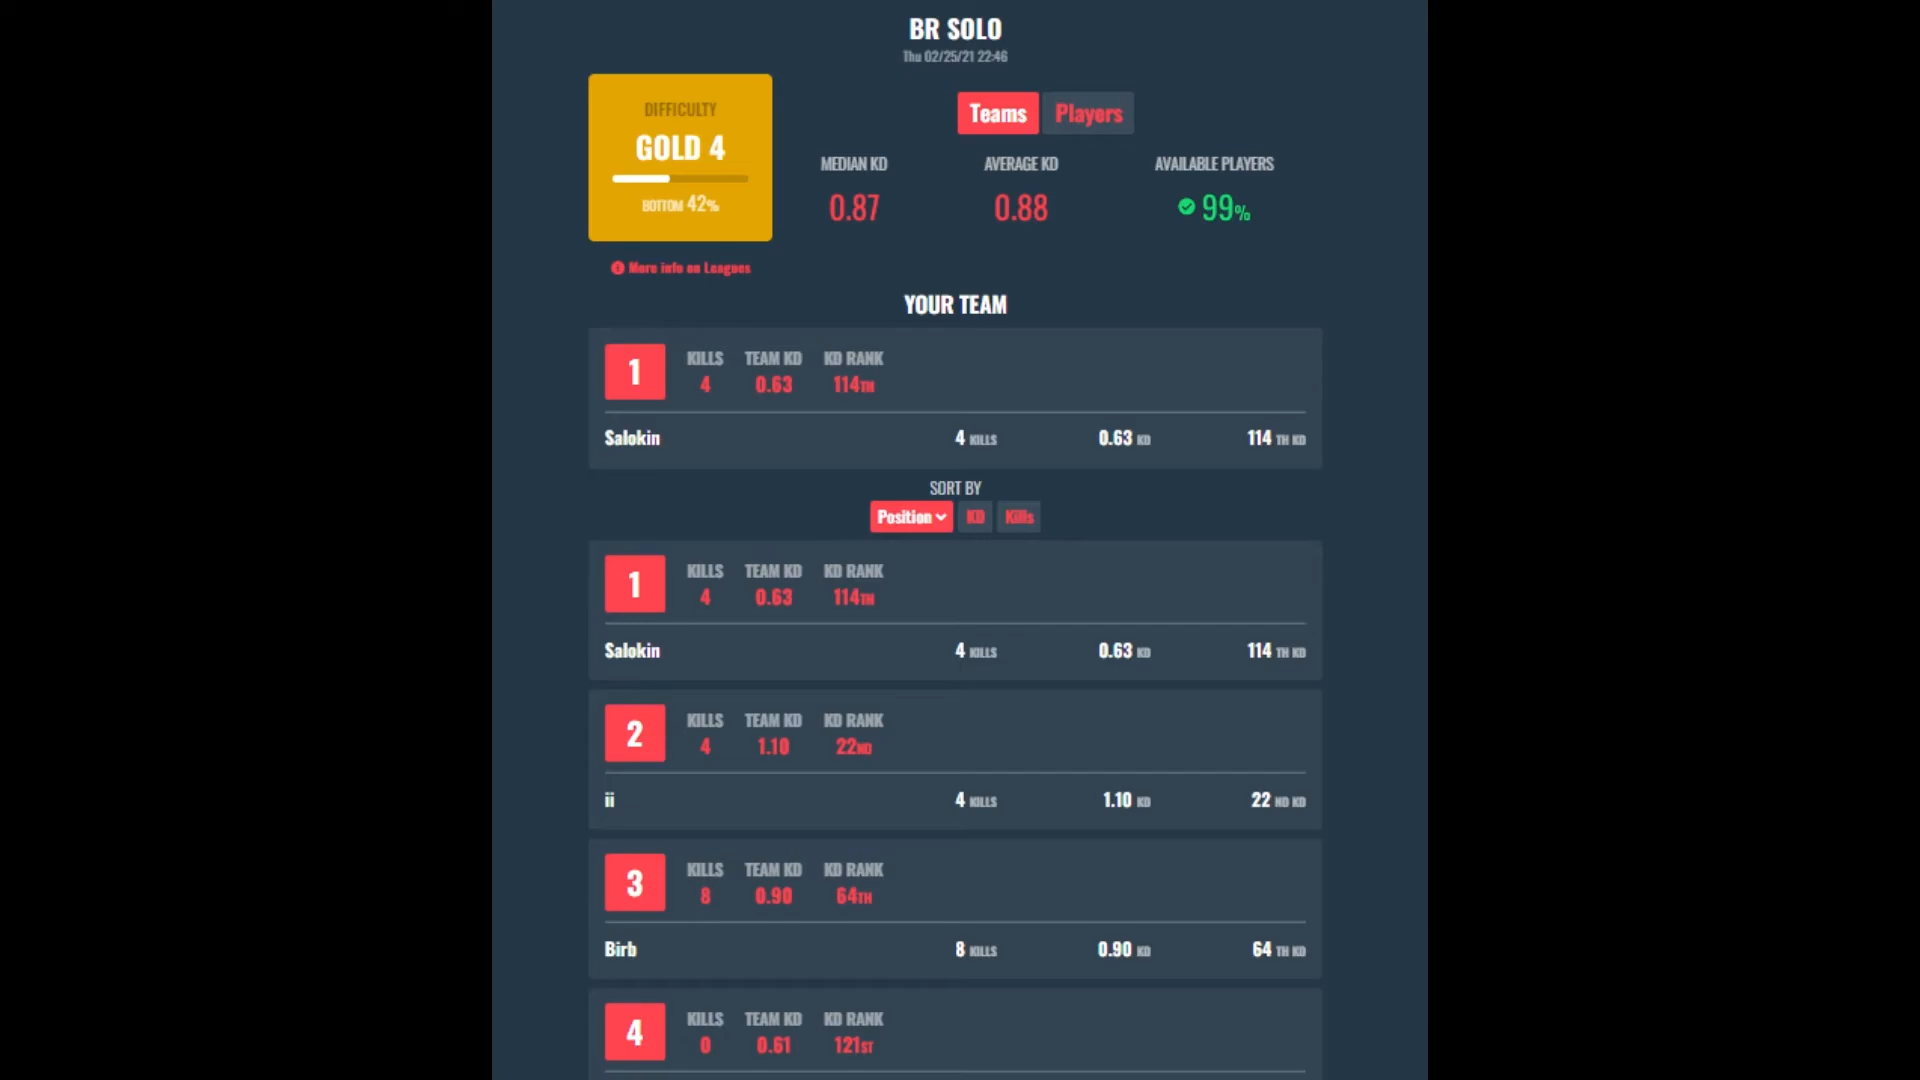 BR SOLO
Thu 02/25/21 22:46
DIFFICULTY
GOLD 4
BOTTOM 42%
Teams Players
MEDIAN KD AVERAGE KD AVAILABLE PLAYERS
0.87 0.88 99%
More info on Leagues
YOUR TEAM
1 KILLS TEAM KD KD RANK
4 0.63 114TH
Salokin 4 KILLS 0.63 KD 114 TH KD
SORT BY
Position KD Kills
1 KILLS TEAM KD KD RANK
4 0.63 114TH
Salokin 4 KILLS 0.63 KD 114 TH KD
2 KILLS TEAM KD KD RANK
4 1.10 22ND
ii 4 KILLS 1.10 KD 22 ND KD
3 KILLS TEAM KD KD RANK
8 0.90 64TH
Birb 8 KILLS 0.90 KD 64 TH KD
4 KILLS TEAM KD KD RANK
0 0.61 121ST